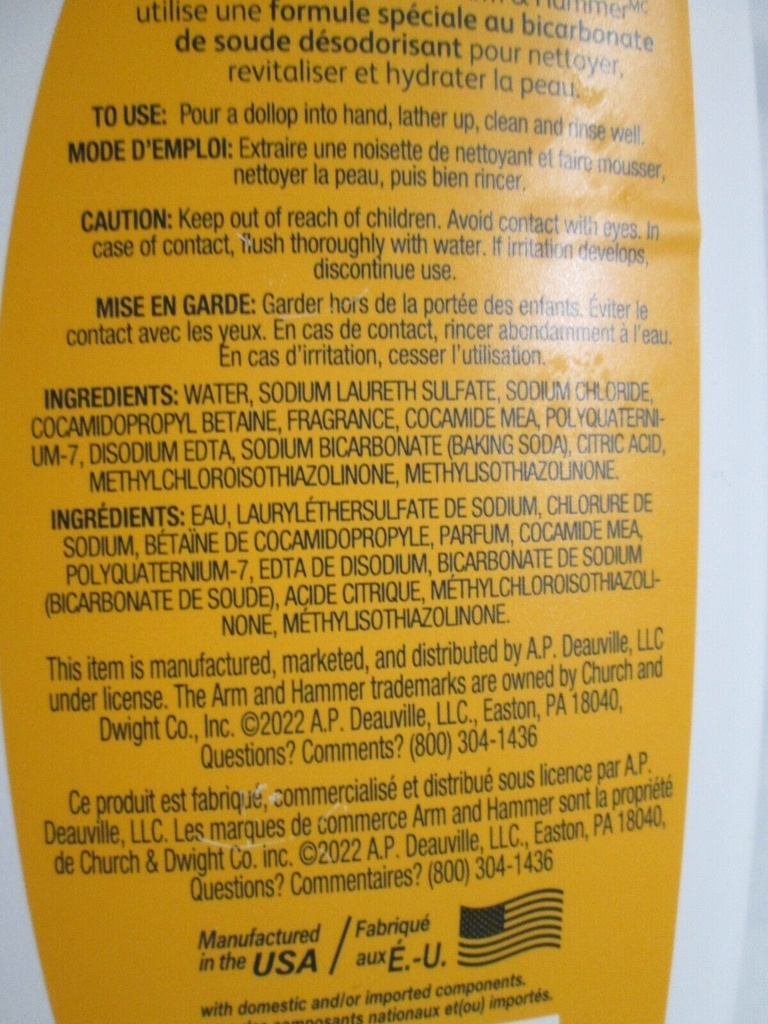 & Hammer MC
utilise une formule spéciale au bicarbonate
de soude désodorisant pour nettoyer,
revitaliser et hydrater la peau.
TO USE: Pour a dollop into hand, lather up, clean and rinse well.
MODE D'EMPLOI: Extraire une noisette de nettoyant et faire mousser,
nettoyer la peau, puis bien rincer.
CAUTION: Keep out of reach of children. Avoid contact with eyes. In
case of contact, flush thoroughly with water. If irritation develops,
discontinue use.
MISE EN GARDE: Garder hors de la portée des enfants. Éviter le
contact avec les yeux. En cas de contact, rincer abondamment à l'eau.
En cas d'irritation, cesser l'utilisation.
INGREDIENTS: WATER, SODIUM LAURETH SULFATE, SODIUM CHLORIDE,
COCAMIDOPROPYL BETAINE, FRAGRANCE, COCAMIDE MEA, POLYQUATERNI-
UM-7, DISODIUM EDTA, SODIUM BICARBONATE (BAKING SODA), CITRIC ACID,
METHYLCHLOROISOTHIAZOLINONE, METHYLISOTHIAZOLINONE.
INGRÉDIENTS: EAU, LAURYLÉTHERSULFATE DE SODIUM, CHLORURE DE
SODIUM, BÉTAÏNE DE COCAMIDOPROPYLE, PARFUM, COCAMIDE MEA,
POLYQUATERNIUM-7, EDTA DE DISODIUM, BICARBONATE DE SODIUM
(BICARBONATE DE SOUDE), ACIDE CITRIQUE, MÉTHYLCHLOROISOTHIAZOLI-
NONE, MÉTHYLISOTHIAZOLINONE.
This item is manufactured, marketed, and distributed by A.P. Deauville, LLC
under license. The Arm and Hammer trademarks are owned by Church and
Dwight Co., Inc. ©2022 A.P. Deauville, LLC., Easton, PA 18040,
Questions? Comments? (800) 304-1436
Ce produit est fabriqué, commercialisé et distribué sous licence par A.P.
Deauville, LLC. Les marques de commerce Arm and Hammer sont la propriété
de Church & Dwight Co. inc. ©2022 A.P. Deauville, LLC., Easton, PA 18040,
Questions? Commentaires? (800) 304-1436
Manufactured / Fabriqué
in the USA aux É.-U.
with domestic and/or imported components.
composants nationaux et(ou) importés.